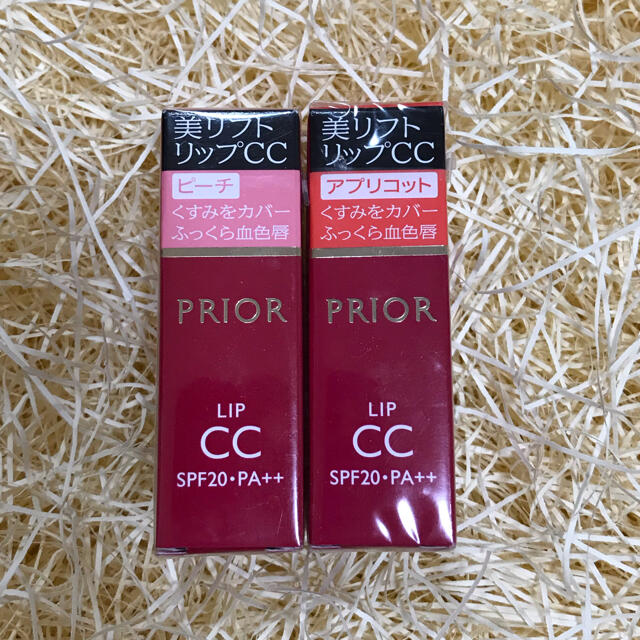 美リフト
リップCC
ピーチ
くすみをカバー
ふっくら血色唇
PRIOR
LIP
CC
SPF20・PA++
美リフト
リップCC
アプリコット
くすみをカバー
ふっくら血色唇
PRIOR
LIP
CC
SPF20・PA++